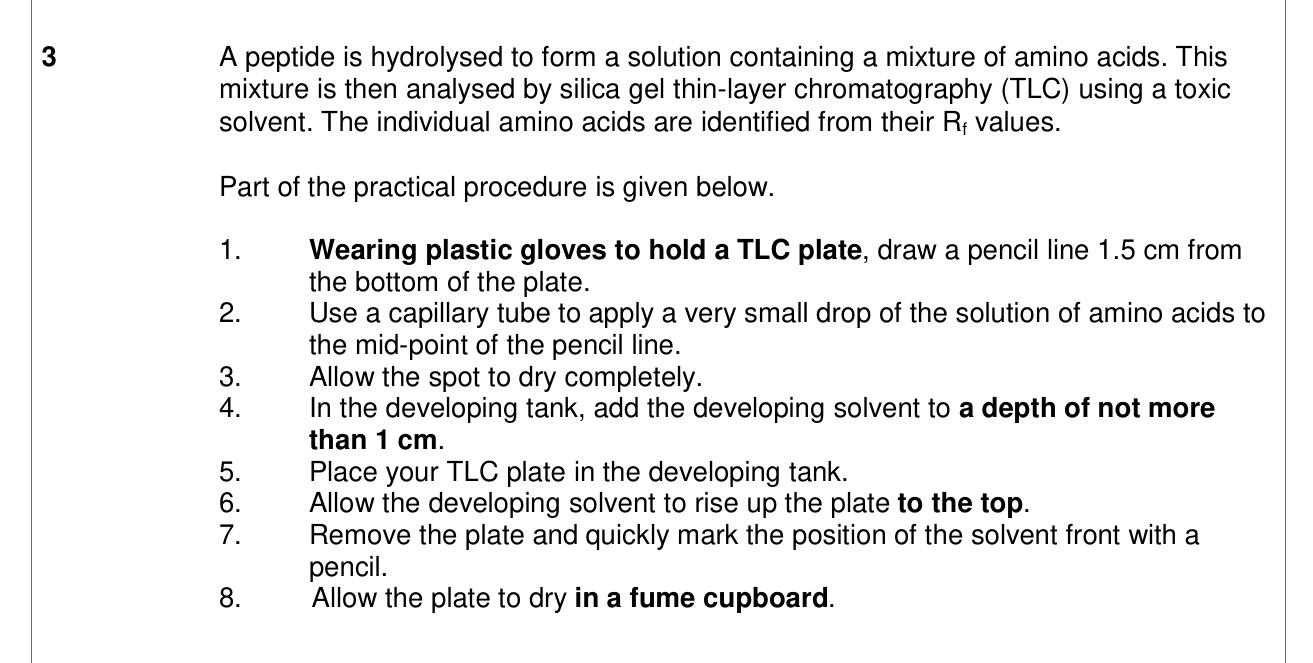 3 A peptide is hydrolysed to form a solution containing a mixture of amino acids. This
mixture is then analysed by silica gel thin-layer chromatography (TLC) using a toxic
solvent. The individual amino acids are identified from their Rf values.
Part of the practical procedure is given below.
1. Wearing plastic gloves to hold a TLC plate, draw a pencil line 1.5 cm from
the bottom of the plate.
2. Use a capillary tube to apply a very small drop of the solution of amino acids to
the mid-point of the pencil line.
3. Allow the spot to dry completely.
4. In the developing tank, add the developing solvent to a depth of not more
than 1 cm.
5. Place your TLC plate in the developing tank.
6. Allow the developing solvent to rise up the plate to the top.
7. Remove the plate and quickly mark the position of the solvent front with a
pencil.
8. Allow the plate to dry in a fume cupboard.